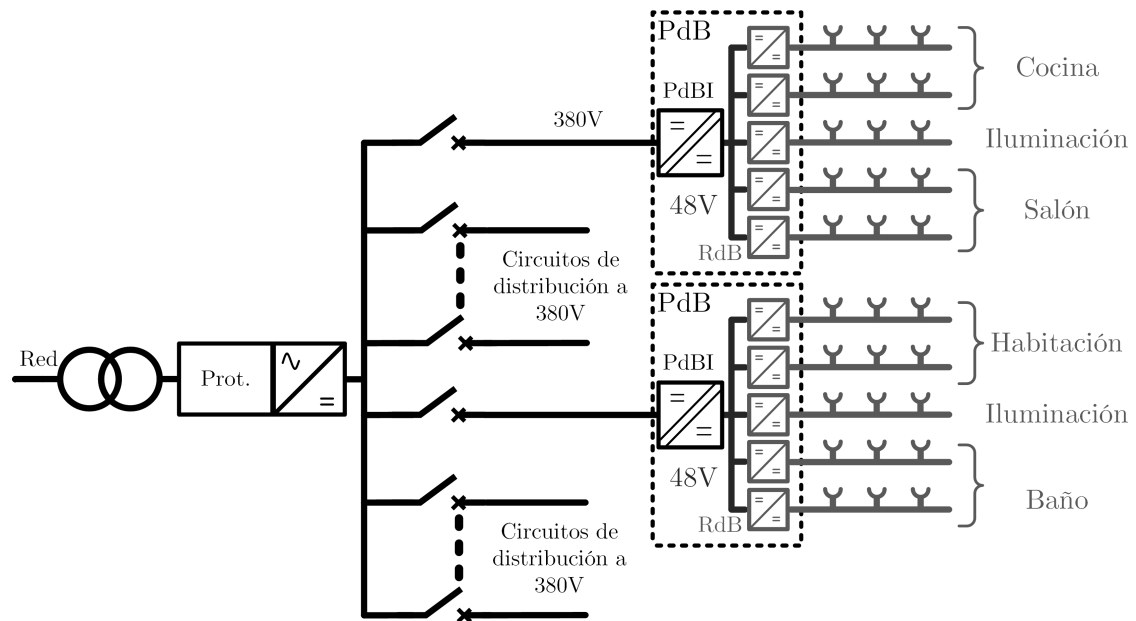 PdB
PdBI
380V
48V
RdB
Cocina
Iluminación
Salón
Circuitos de
distribución a
380V
Red
Prot.
PdB
PdBI
48V
RdB
Habitación
Iluminación
Baño
Circuitos de
distribución a
380V